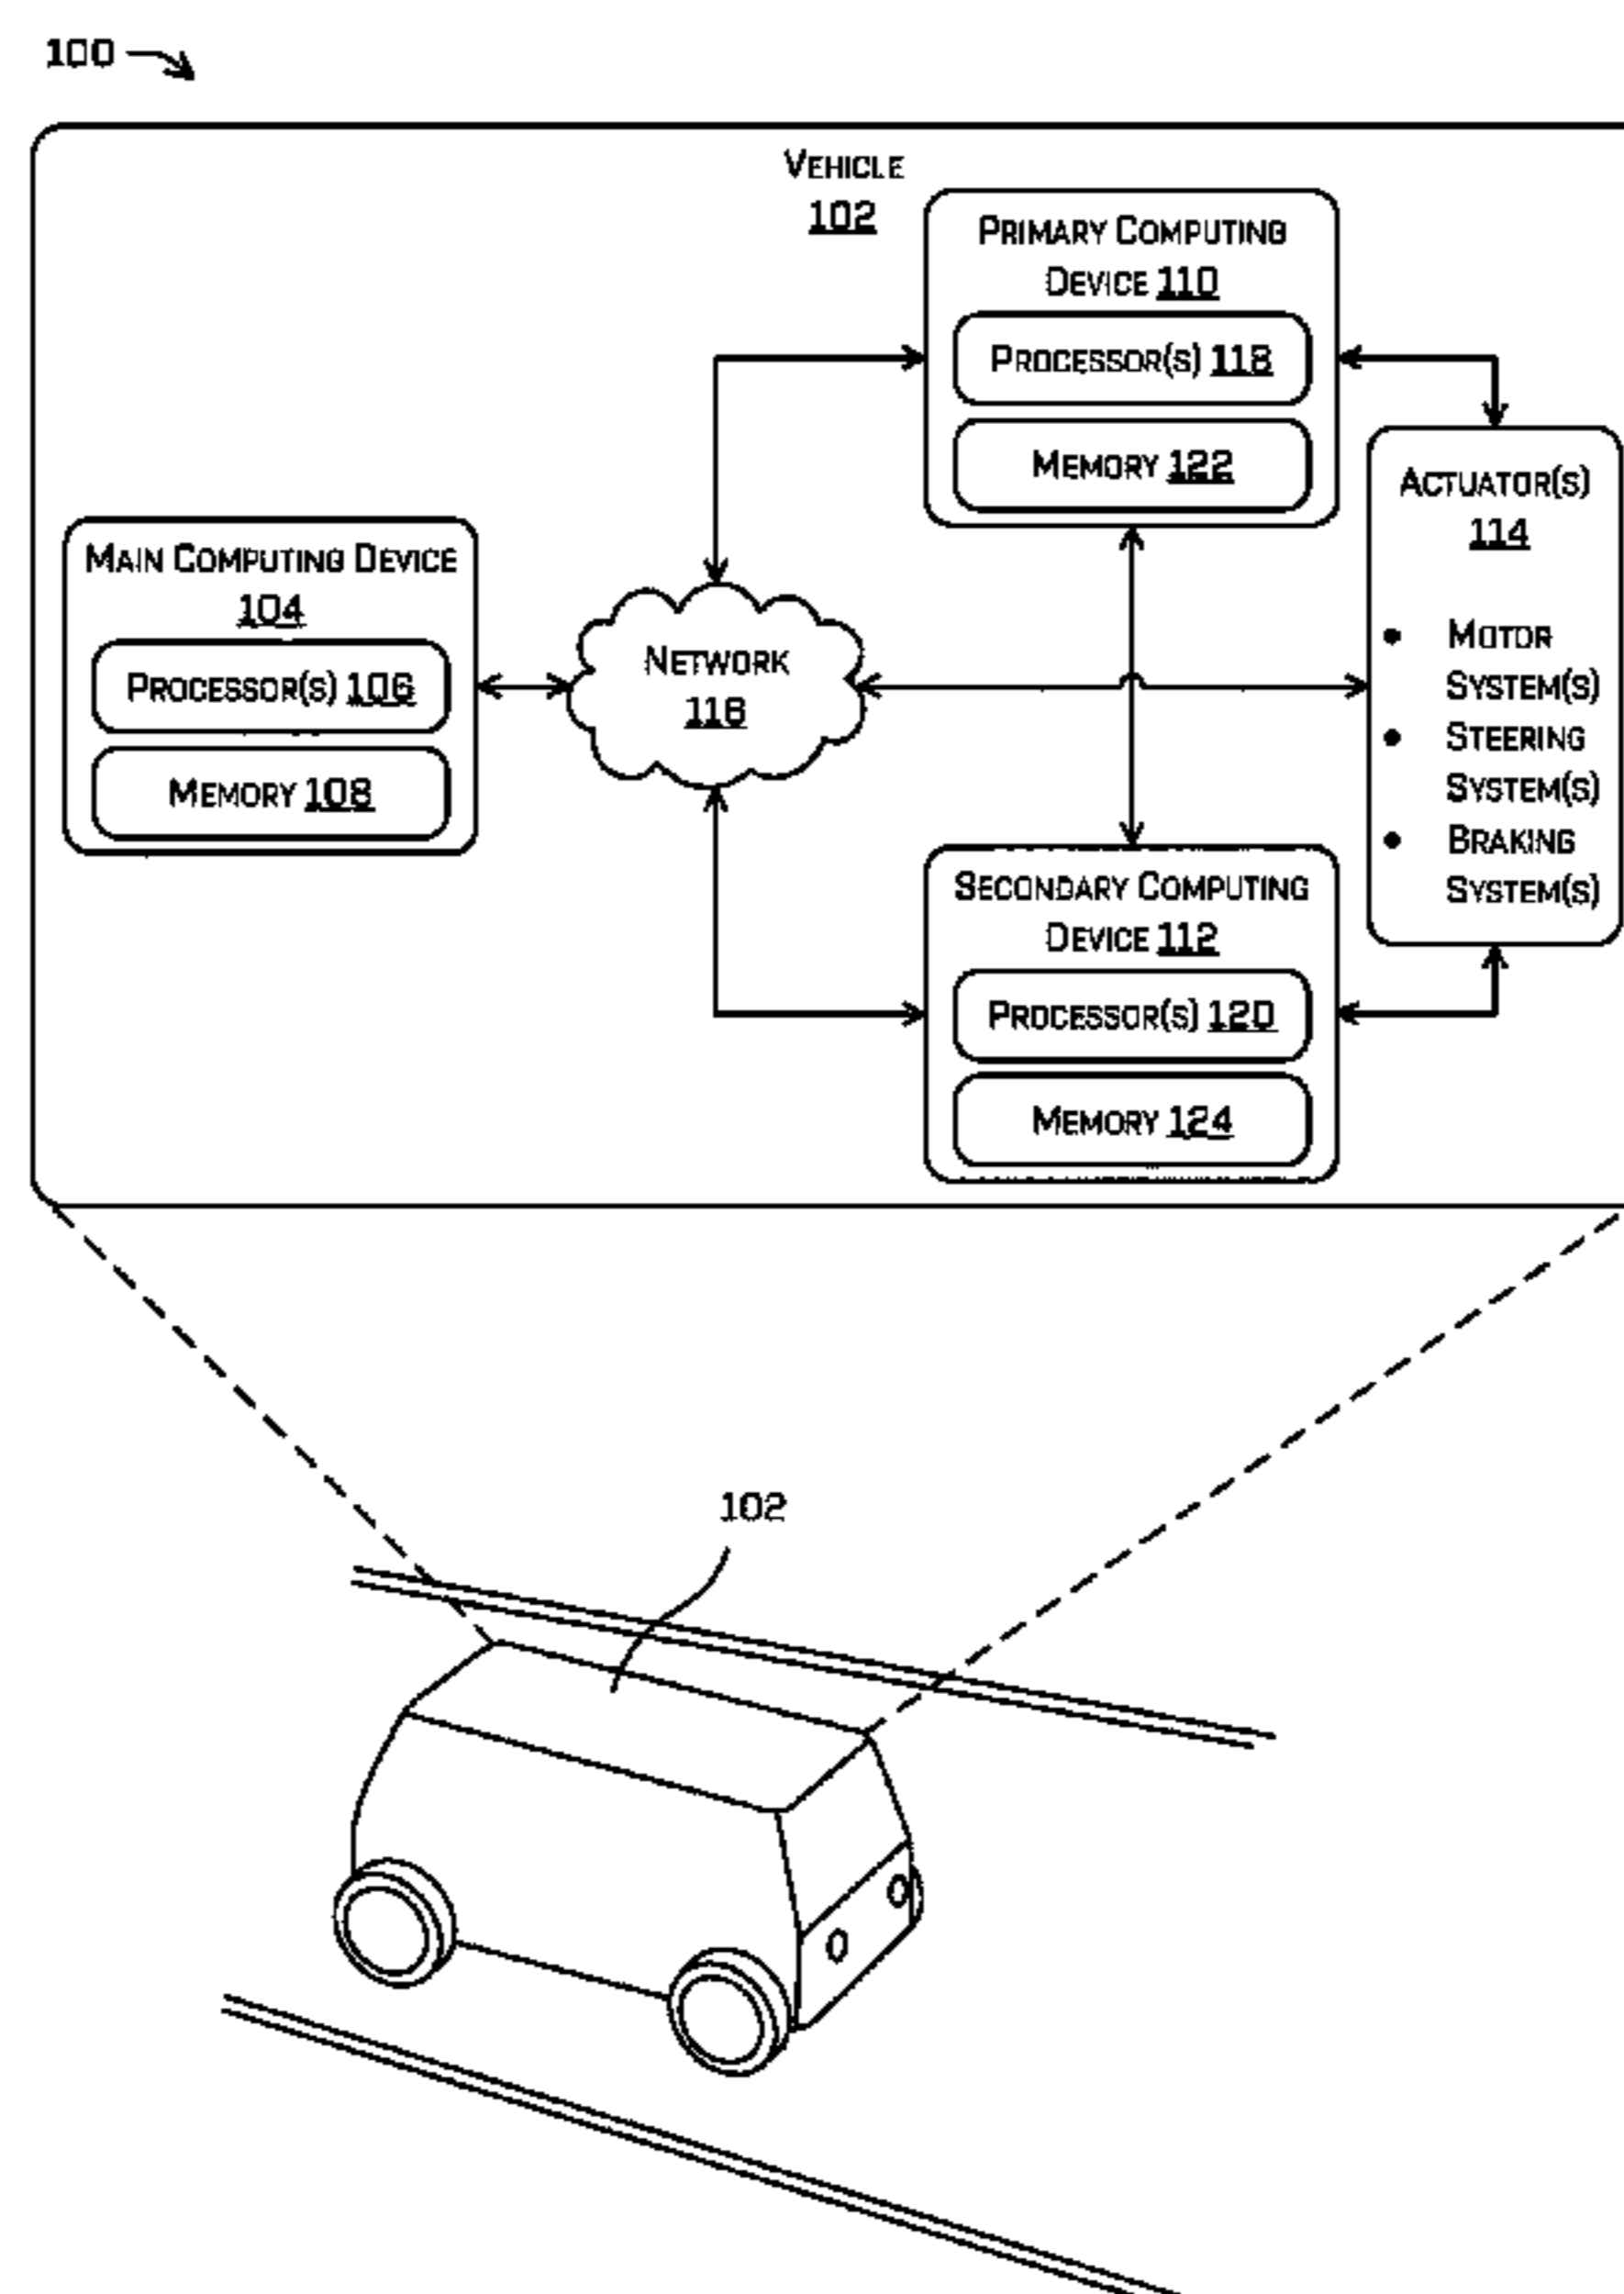 100
VEHICLE
102
PRIMARY COMPUTING
DEVICE 110
PROCESSOR(S) 118
MEMORY 122
ACTUATOR(S)
114
• MOTOR
SYSTEM(S)
• STEERING
SYSTEM(S)
• BRAKING
SYSTEM(S)
MAIN COMPUTING DEVICE
104
PROCESSOR(S) 106
MEMORY 108
NETWORK
116
SECONDARY COMPUTING
DEVICE 112
PROCESSOR(S) 120
MEMORY 124
102